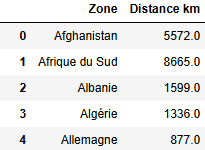 Zone Distance km
0 Afghanistan 5572.0
1 Afrique du Sud 8665.0
2 Albanie 1599.0
3 Algérie 1336.0
4 Allemagne 877.0